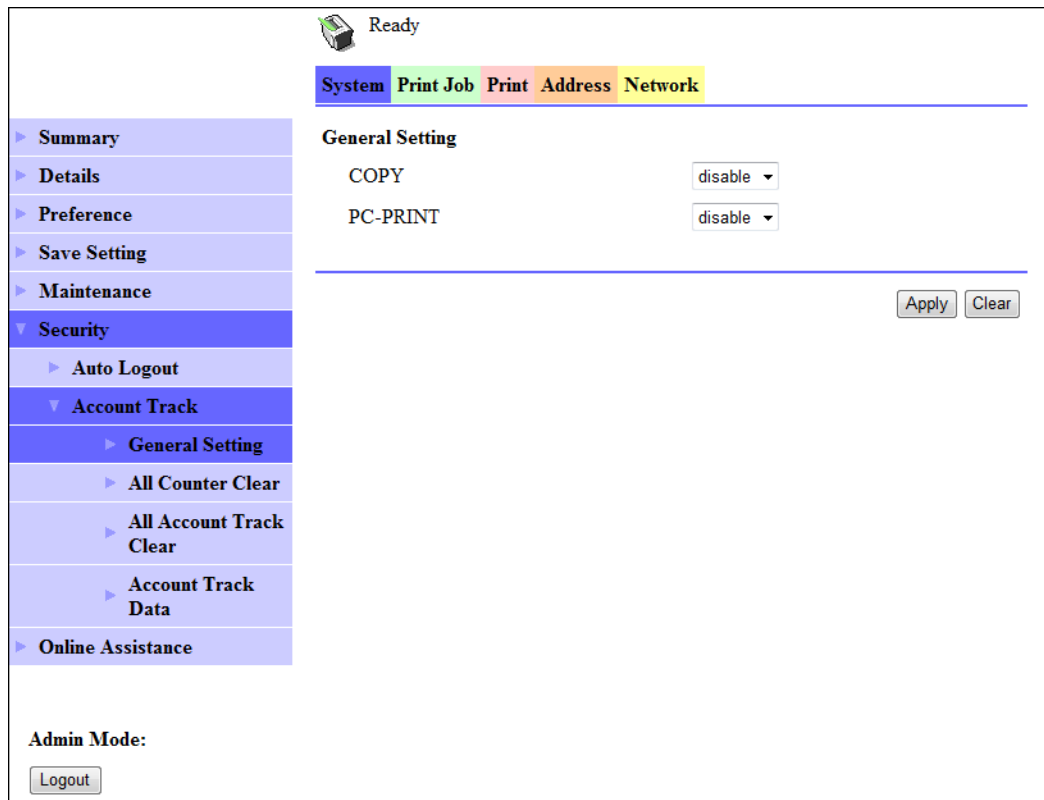 Ready
System Print Job Print Address Network
Summary
Details
Preference
Save Setting
Maintenance
Security
Auto Logout
Account Track
General Setting
All Counter Clear
All Account Track
Clear
Account Track
Data
Online Assistance
Admin Mode:
Logout
General Setting
COPY disable
PC-PRINT disable
Apply Clear